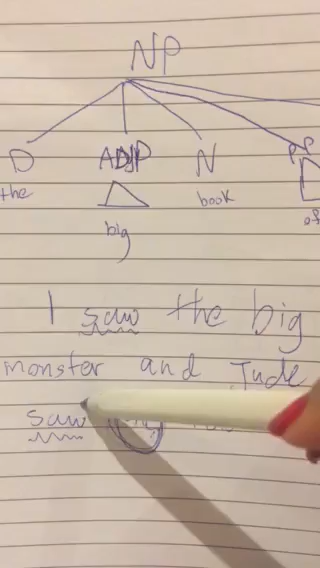 NP
D ADJP N PP
the big book of
I saw the big
monster and Jude
saw